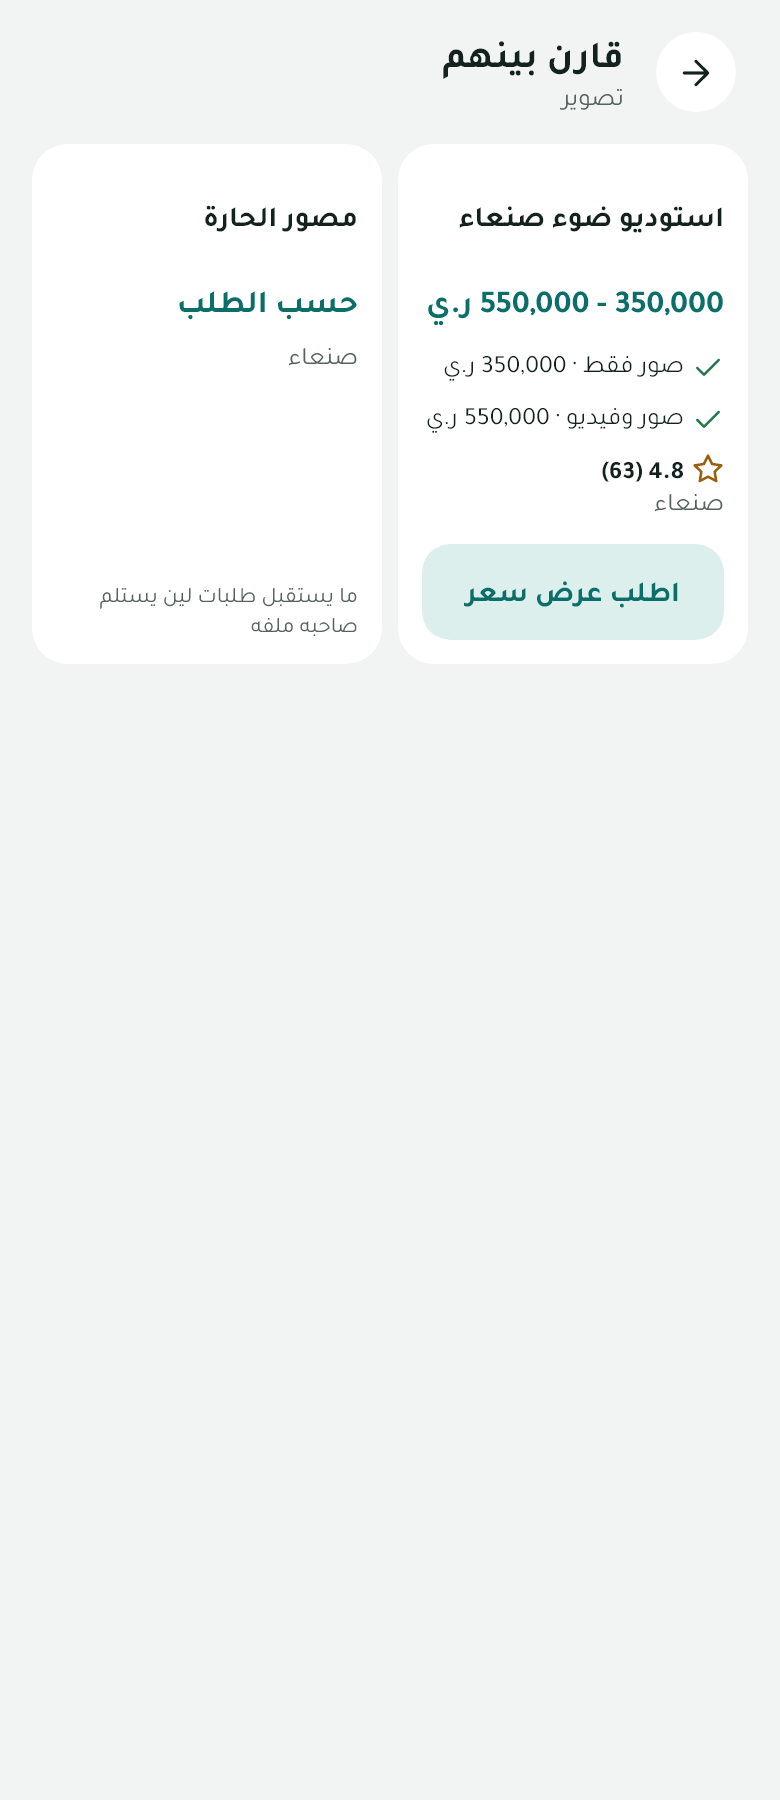 قارن بينهم
تصوير
استوديو ضوء صنعاء
350,000 - 550,000 ر.ي
صور فقط · 350,000 ر.ي
صور وفيديو · 550,000 ر.ي
4.8 (63)
صنعاء
اطلب عرض سعر
مصور الحارة
حسب الطلب
صنعاء
ما يستقبل طلبات لين يستلم
صاحبه ملفه